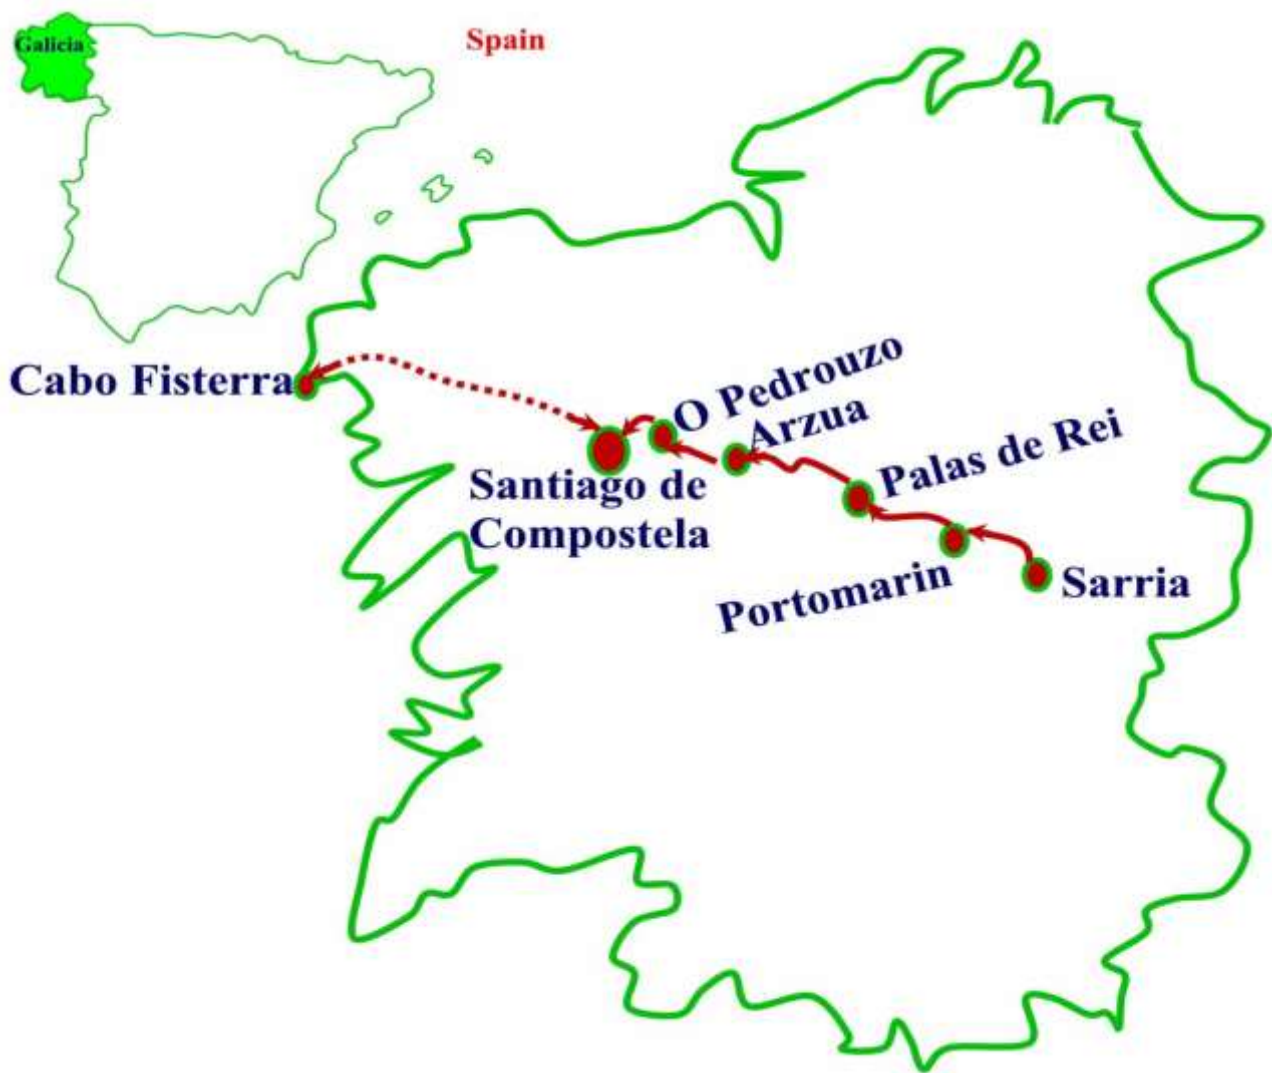 Galicia
Spain
Cabo Fisterra
O Pedrouzo
Arzua
Palas de Rei
Santiago de
Compostela
Portomarin
Sarria